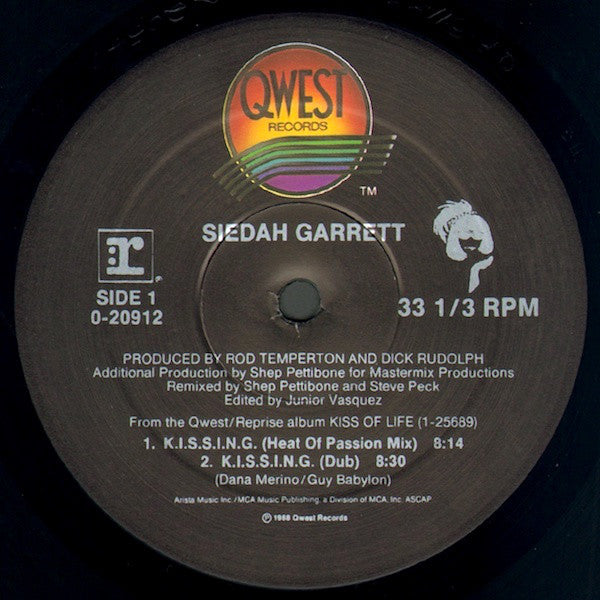 QWEST
RECORDS
TM
SIEDAH GARRETT
r
SIDE 1
0-20912
33 1/3 RPM
PRODUCED BY ROD TEMPERTON AND DICK RUDOLPH
Additional Production by Shep Pettibone for Mastermix Productions
Remixed by Shep Pettibone and Steve Peck
Edited by Junior Vasquez
From the Qwest/Reprise album KISS OF LIFE (1-25689)
1. K.I.S.S.I.N.G. (Heat Of Passion Mix) 8:14
2. K.I.S.S.I.N.G. (Dub) 8:30
(Dana Merino/Guy Babylon)
Arista Music Inc./MCA Music Publishing, a Division of MCA, Inc. ASCAP
℗ 1988 Qwest Records